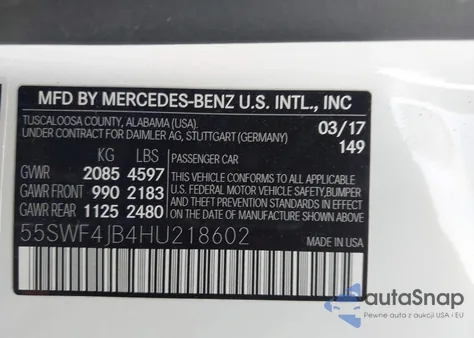 MFD BY MERCEDES-BENZ U.S. INTL., INC
TUSCALOOSA COUNTY, ALABAMA (USA).
UNDER CONTRACT FOR DAIMLER AG, STUTTGART (GERMANY)
03/17
149
KG LBS
GVWR 2085 4597
GAWR FRONT 990 2183
GAWR REAR 1125 2480
PASSENGER CAR
THIS VEHICLE CONFORMS TO ALL APPLICABLE
U.S. FEDERAL MOTOR VEHICLE SAFETY, BUMPER
AND THEFT PREVENTION STANDARDS IN EFFECT
ON THE DATE OF MANUFACTURE SHOWN ABOVE.
55SWF4JB4HU218602
MADE IN USA
autaSnap
Pewne auta z aukcji USA i EU